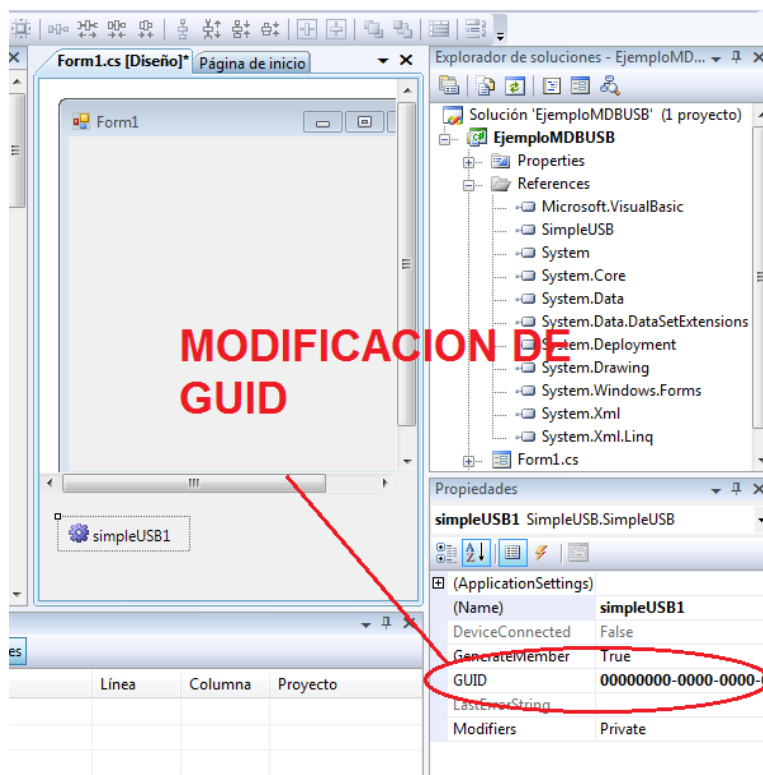 Form1.cs [Diseño]*
Página de inicio
Form1
MODIFICACION DE
GUID
simpleUSB1
Línea
Columna
Proyecto
Explorador de soluciones - EjemploMD...
Solución 'EjemploMDBUSB' (1 proyecto)
EjemploMDBUSB
Properties
References
Microsoft.VisualBasic
SimpleUSB
System
System.Core
System.Data
System.Data.DataSetExtensions
System.Deployment
System.Drawing
System.Windows.Forms
System.Xml
System.Xml.Linq
Form1.cs
Propiedades
simpleUSB1 SimpleUSB.SimpleUSB
(ApplicationSettings)
(Name) simpleUSB1
DeviceConnected False
GenerateMember True
GUID 00000000-0000-0000-
LastErrorString
Modifiers Private